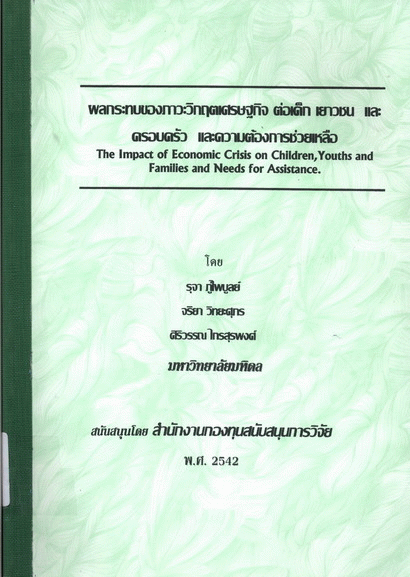 ผลกระทบของภาวะวิกฤตเศรษฐกิจ ต่อเด็ก เยาวชน และ
ครอบครัว และความต้องการช่วยเหลือ
The Impact of Economic Crisis on Children,Youths and
Families and Needs for Assistance.
โดย
รุจา ภู่ไพบูลย์
จริยา วิทยะศุภร
ศิริวรรณ ไกรสุรพงศ์
มหาวิทยาลัยมหิดล
สนับสนุนโดย สำนักงานกองทุนสนับสนุนการวิจัย
พ.ศ. 2542